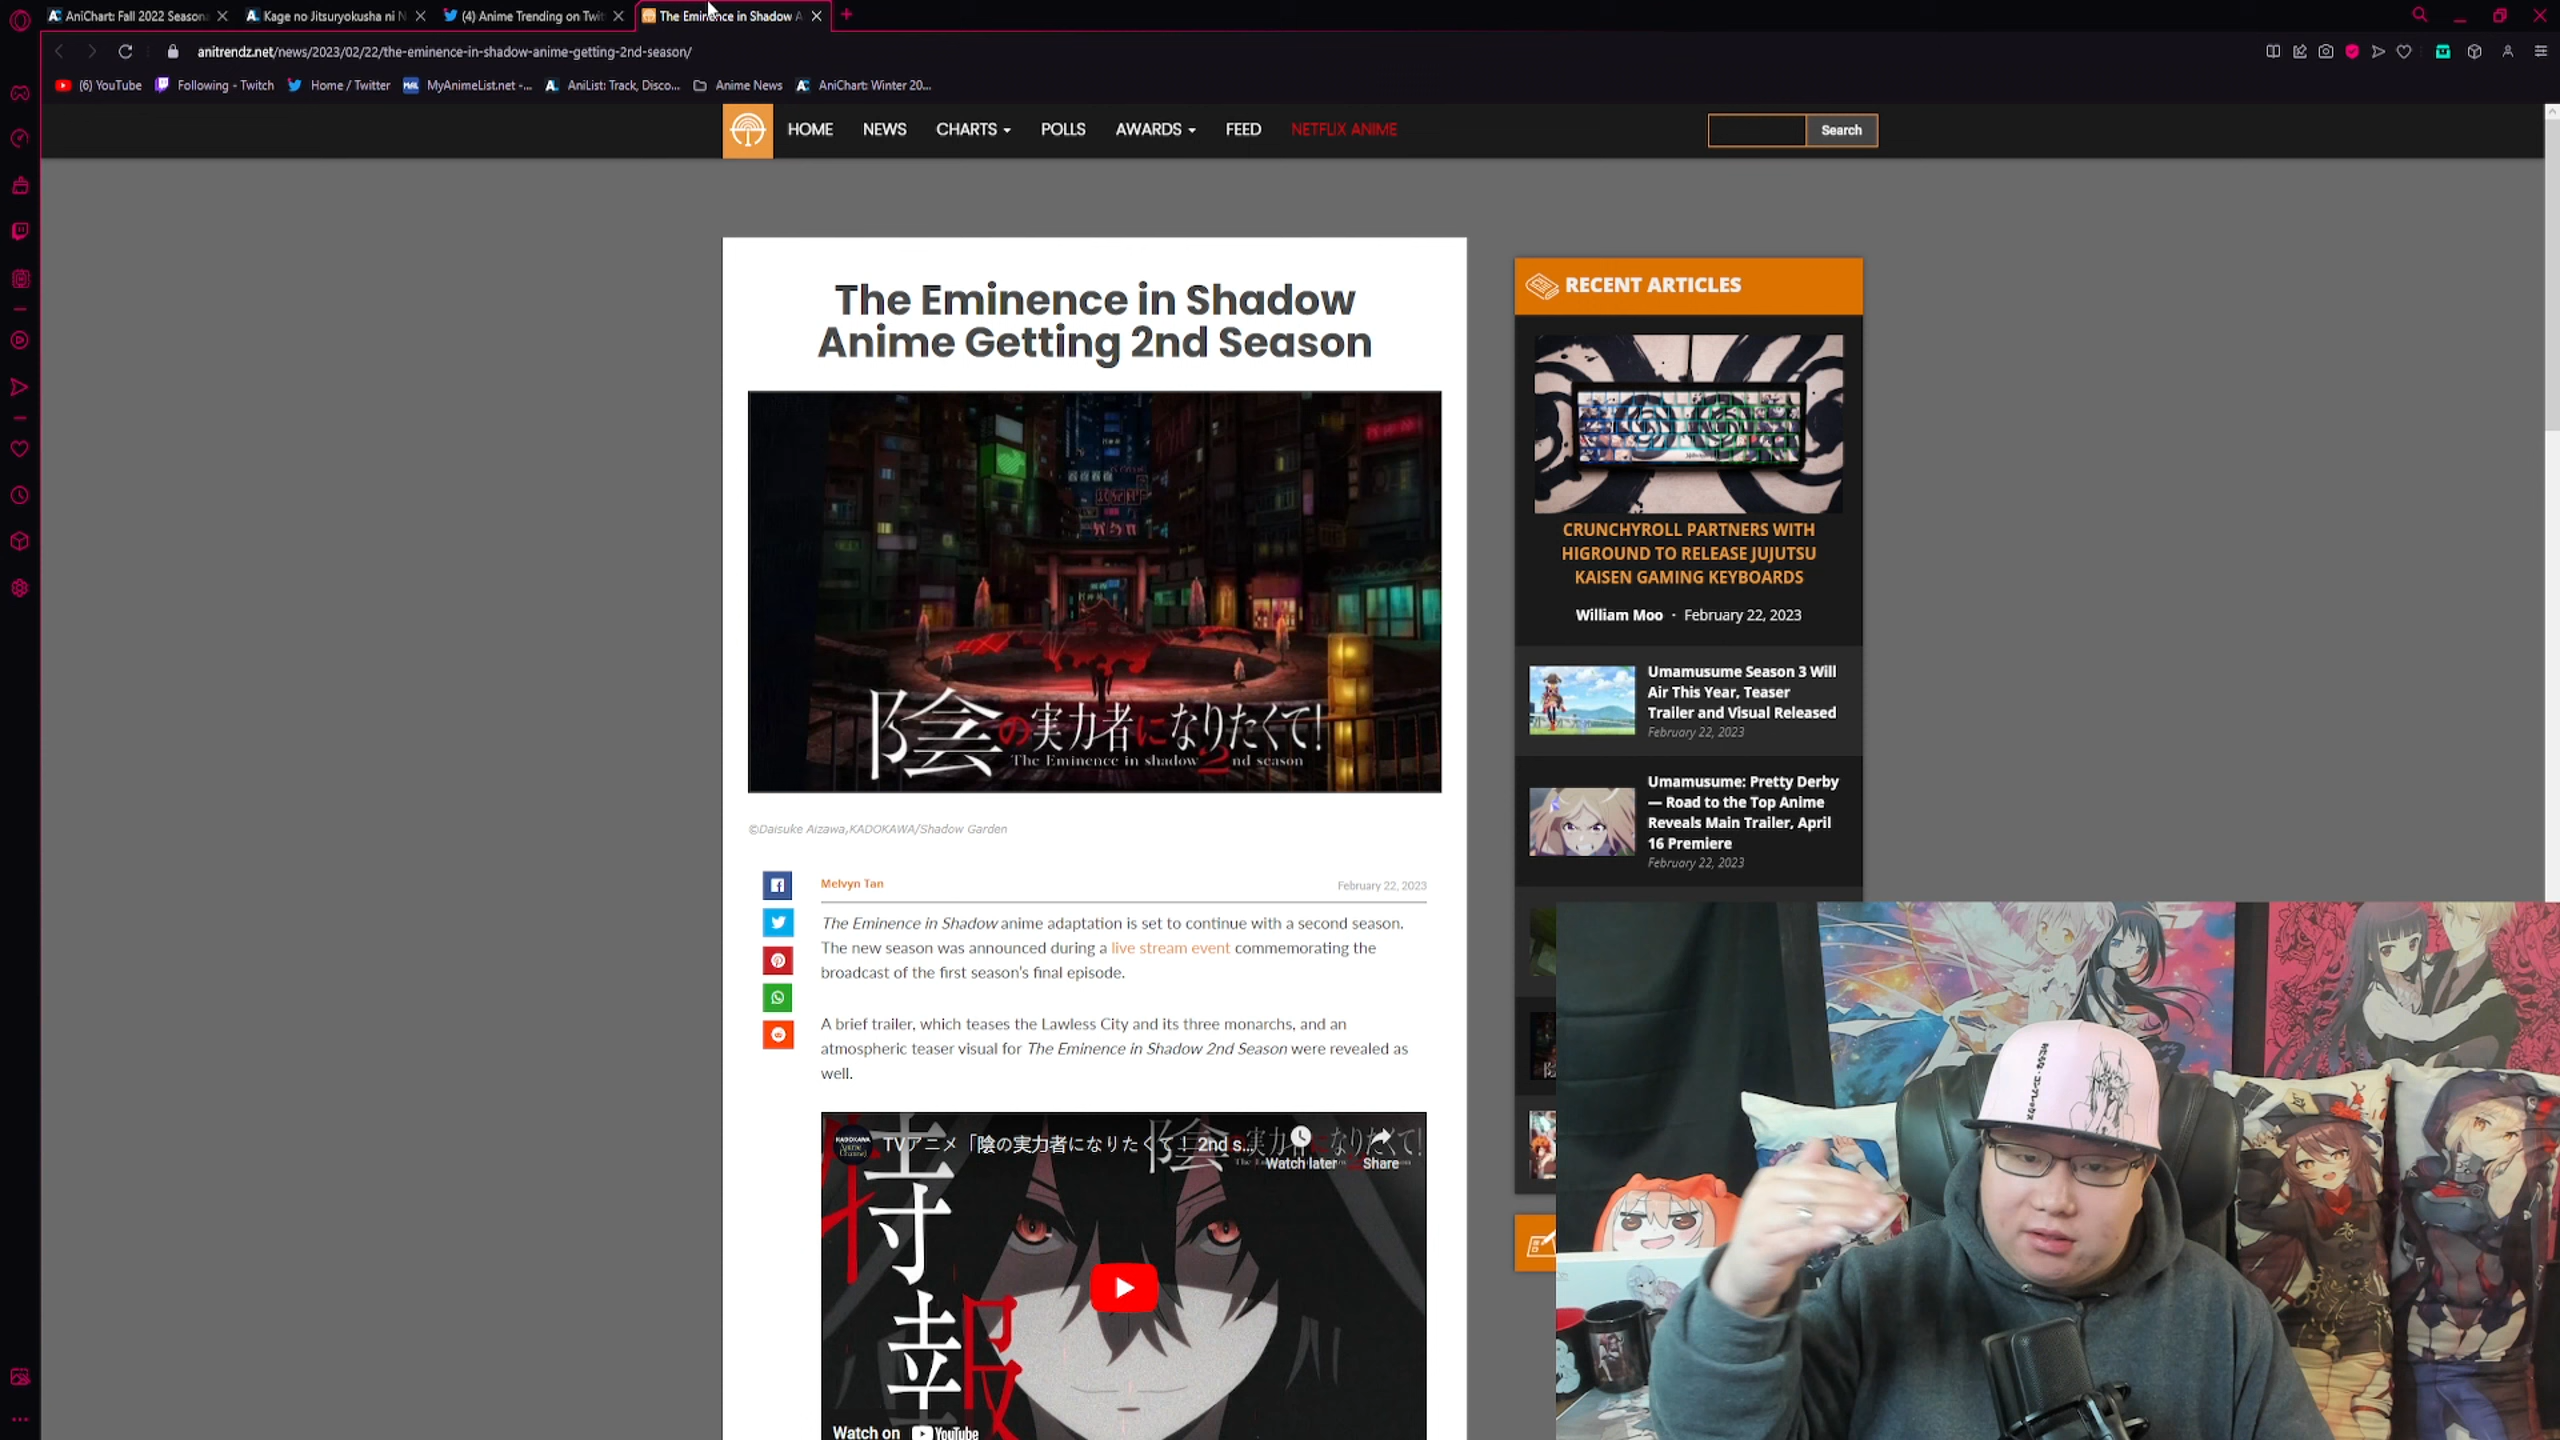 AniChart: Fall 2022 Seasona
Kage no Jitsuryokusha ni N
(4) Anime Trending on Twit
The Eminence in Shadow A
anitrendz.net/news/2023/02/22/the-eminence-in-shadow-anime-getting-2nd-season/
(6) YouTube
Following - Twitch
Home / Twitter
MyAnimeList.net -...
AniList: Track, Disco...
Anime News
AniChart: Winter 20...
HOME
NEWS
CHARTS
POLLS
AWARDS
FEED
NETFLIX ANIME
Search
The Eminence in Shadow
Anime Getting 2nd Season
陰の実力者になりたくて!
The Eminence in shadow 2nd season
©Daisuke Aizawa,KADOKAWA/Shadow Garden
Melvyn Tan
February 22, 2023
The Eminence in Shadow anime adaptation is set to continue with a second season.
The new season was announced during a live stream event commemorating the
broadcast of the first season's final episode.
A brief trailer, which teases the Lawless City and its three monarchs, and an
atmospheric teaser visual for The Eminence in Shadow 2nd Season were revealed as
well.
TVアニメ「陰の実力者になりたくて！2nd s...
Watch later
Share
特報
Watch on YouTube
RECENT ARTICLES
CRUNCHYROLL PARTNERS WITH
HIGROUND TO RELEASE JUJUTSU
KAISEN GAMING KEYBOARDS
William Moo · February 22, 2023
Umamusume Season 3 Will
Air This Year, Teaser
Trailer and Visual Released
February 22, 2023
Umamusume: Pretty Derby
— Road to the Top Anime
Reveals Main Trailer, April
16 Premiere
February 22, 2023